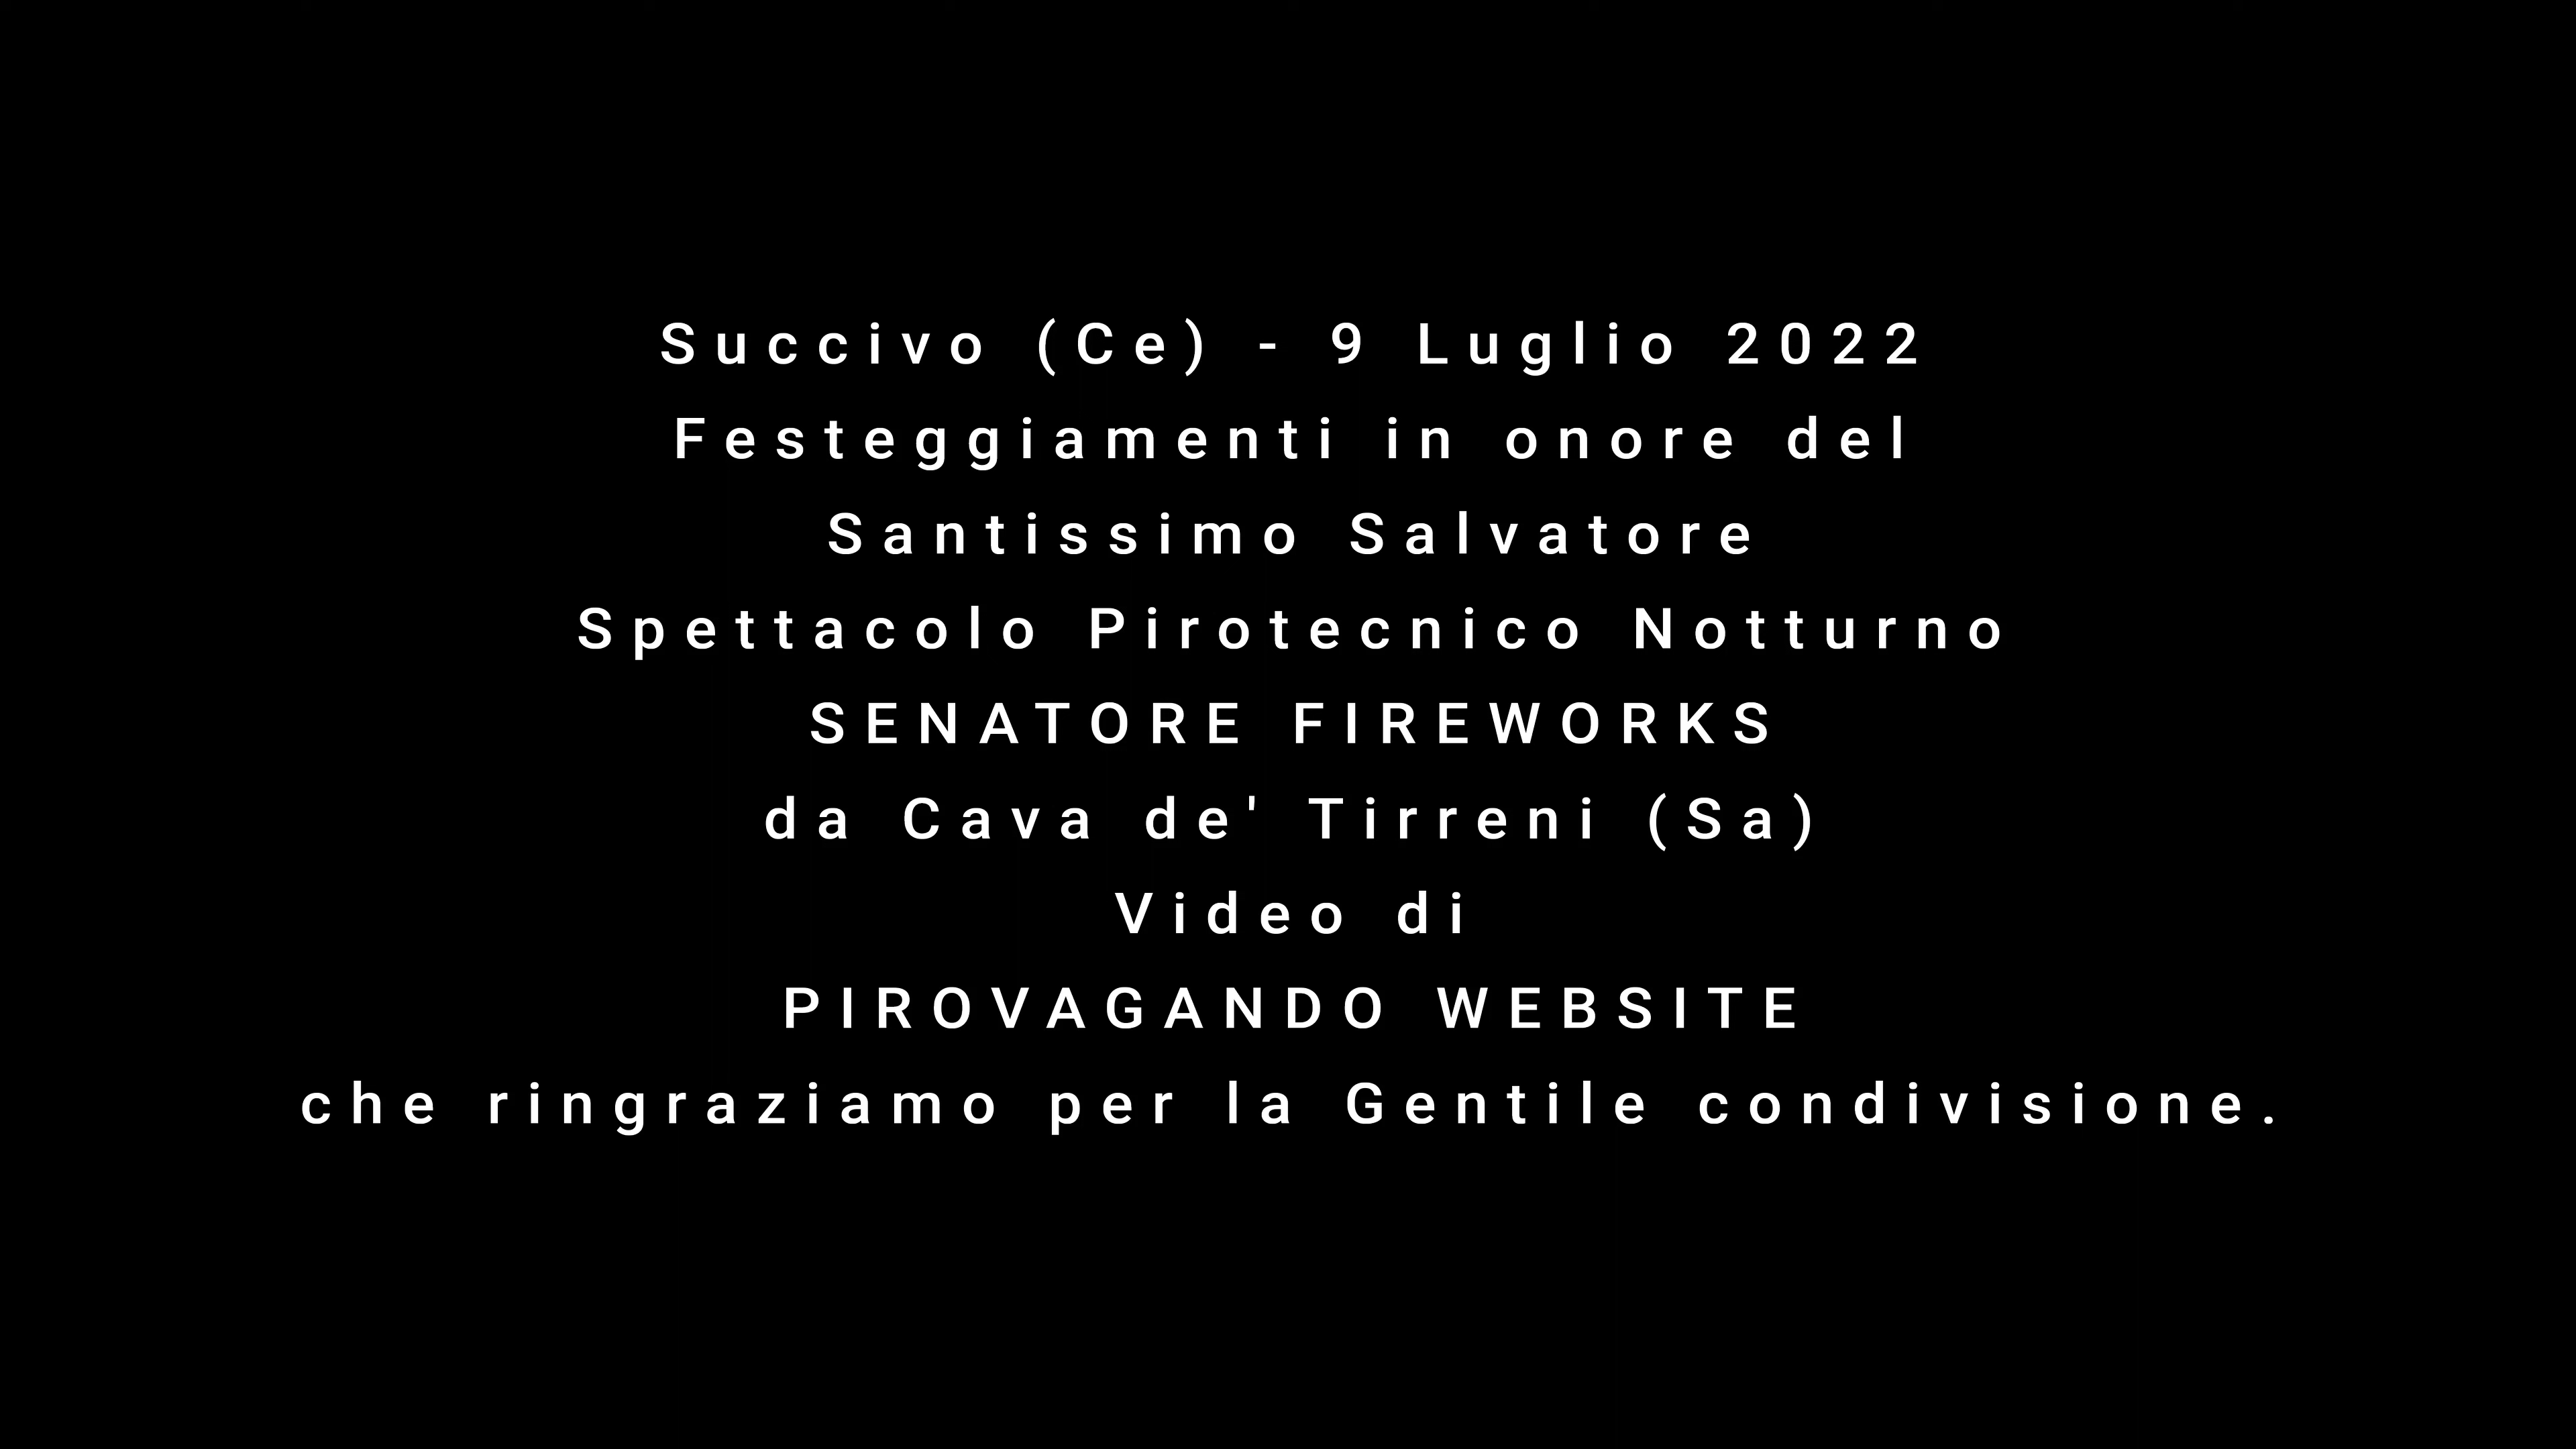 Succivo (Ce) - 9 Luglio 2022
Festeggiamenti in onore del
Santissimo Salvatore
Spettacolo Pirotecnico Notturno
SENATORE FIREWORKS
da Cava de' Tirreni (Sa)
Video di
PIROVAGANDO WEBSITE
che ringraziamo per la Gentile condivisione.